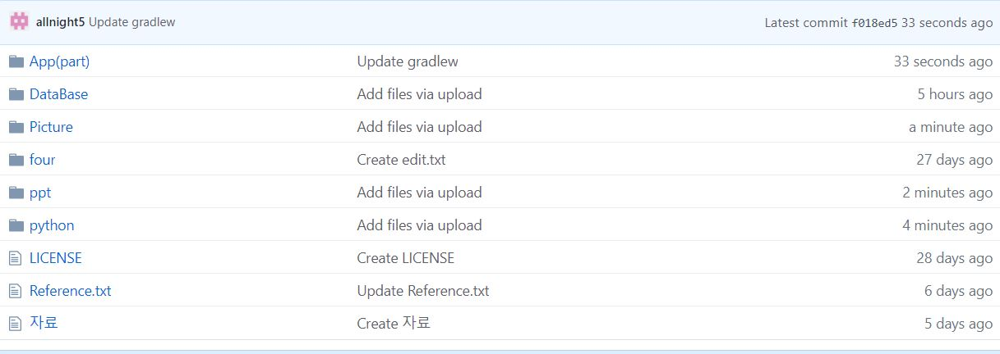 allnight5 Update gradlew Latest commit f018ed5 33 seconds ago
App(part) Update gradlew 33 seconds ago
DataBase Add files via upload 5 hours ago
Picture Add files via upload a minute ago
four Create edit.txt 27 days ago
ppt Add files via upload 2 minutes ago
python Add files via upload 4 minutes ago
LICENSE Create LICENSE 28 days ago
Reference.txt Update Reference.txt 6 days ago
자료 Create 자료 5 days ago